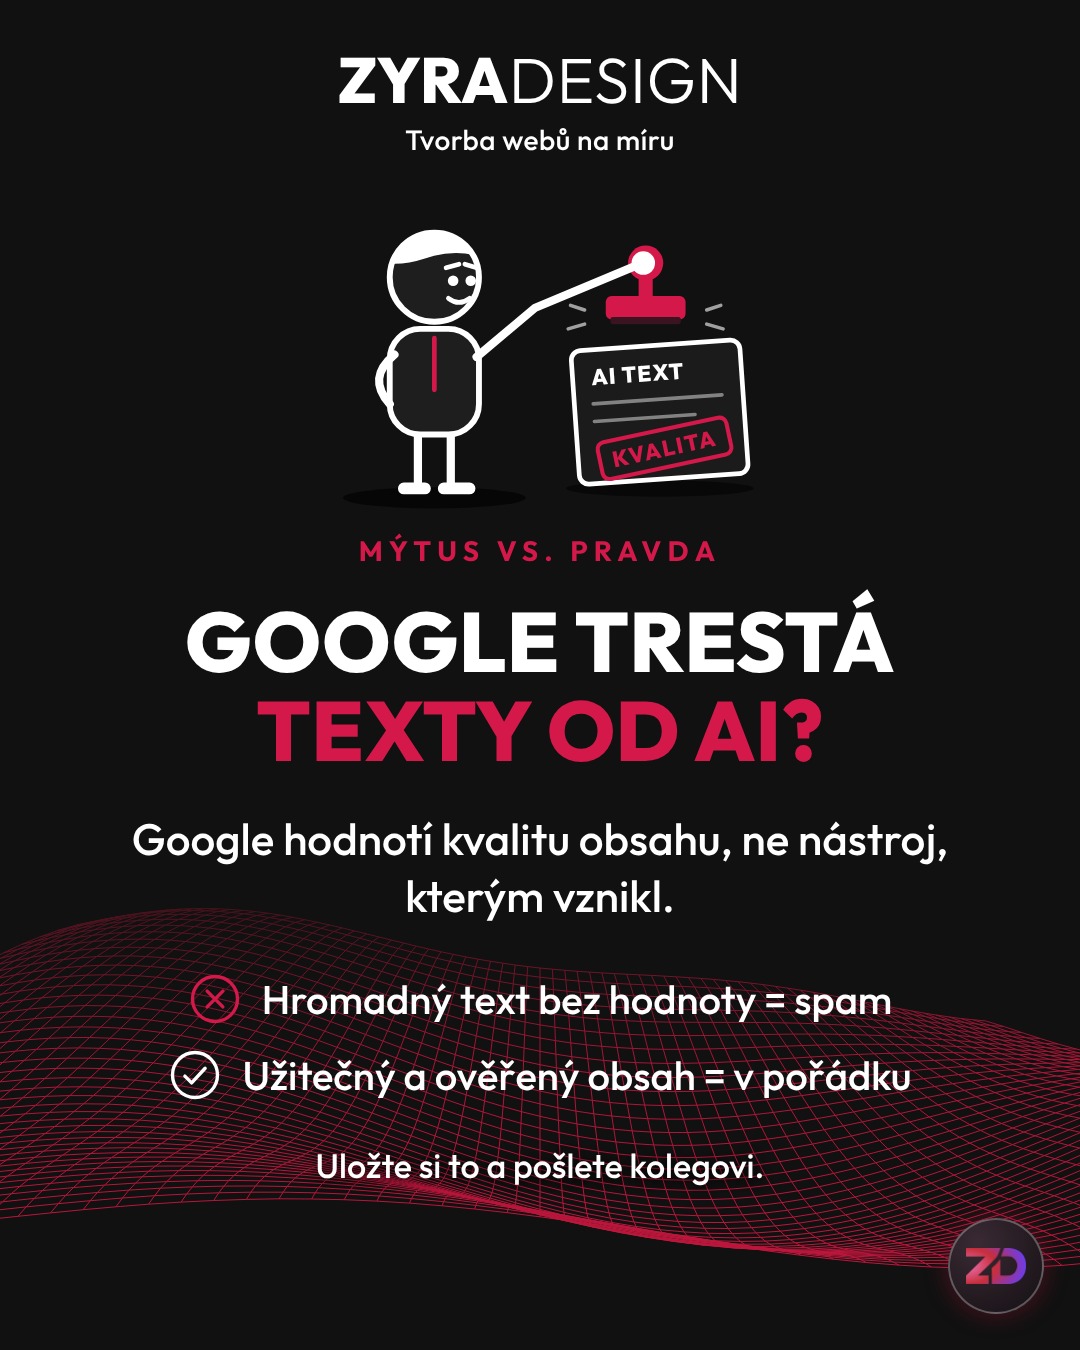 ZYRADESIGN
Tvorba webů na míru
AI TEXT
KVALITA
MÝTUS VS. PRAVDA
GOOGLE TRESTÁ
TEXTY OD AI?
Google hodnotí kvalitu obsahu, ne nástroj,
kterým vznikl.
Hromadný text bez hodnoty = spam
Užitečný a ověřený obsah = v pořádku
Uložte si to a pošlete kolegovi.
ZD